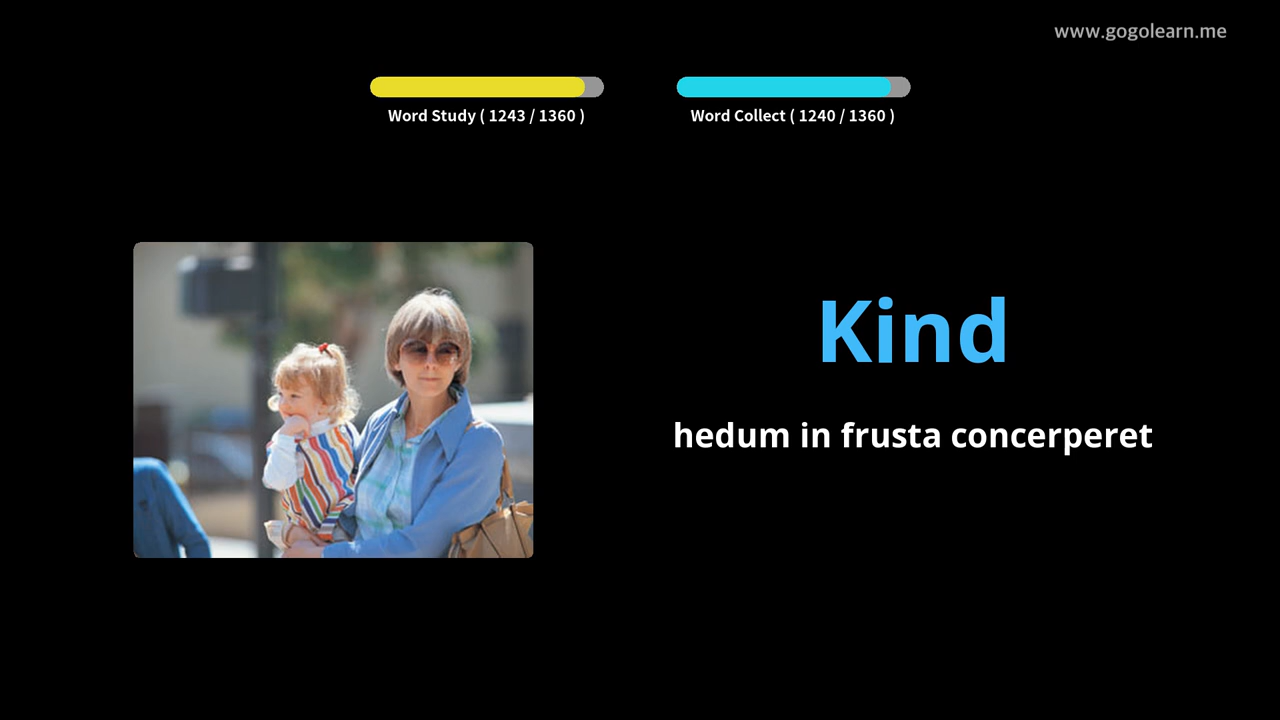 www.gogolearn.me
Word Study ( 1243 / 1360 )
Word Collect ( 1240 / 1360 )
Kind
hedum in frusta concerperet